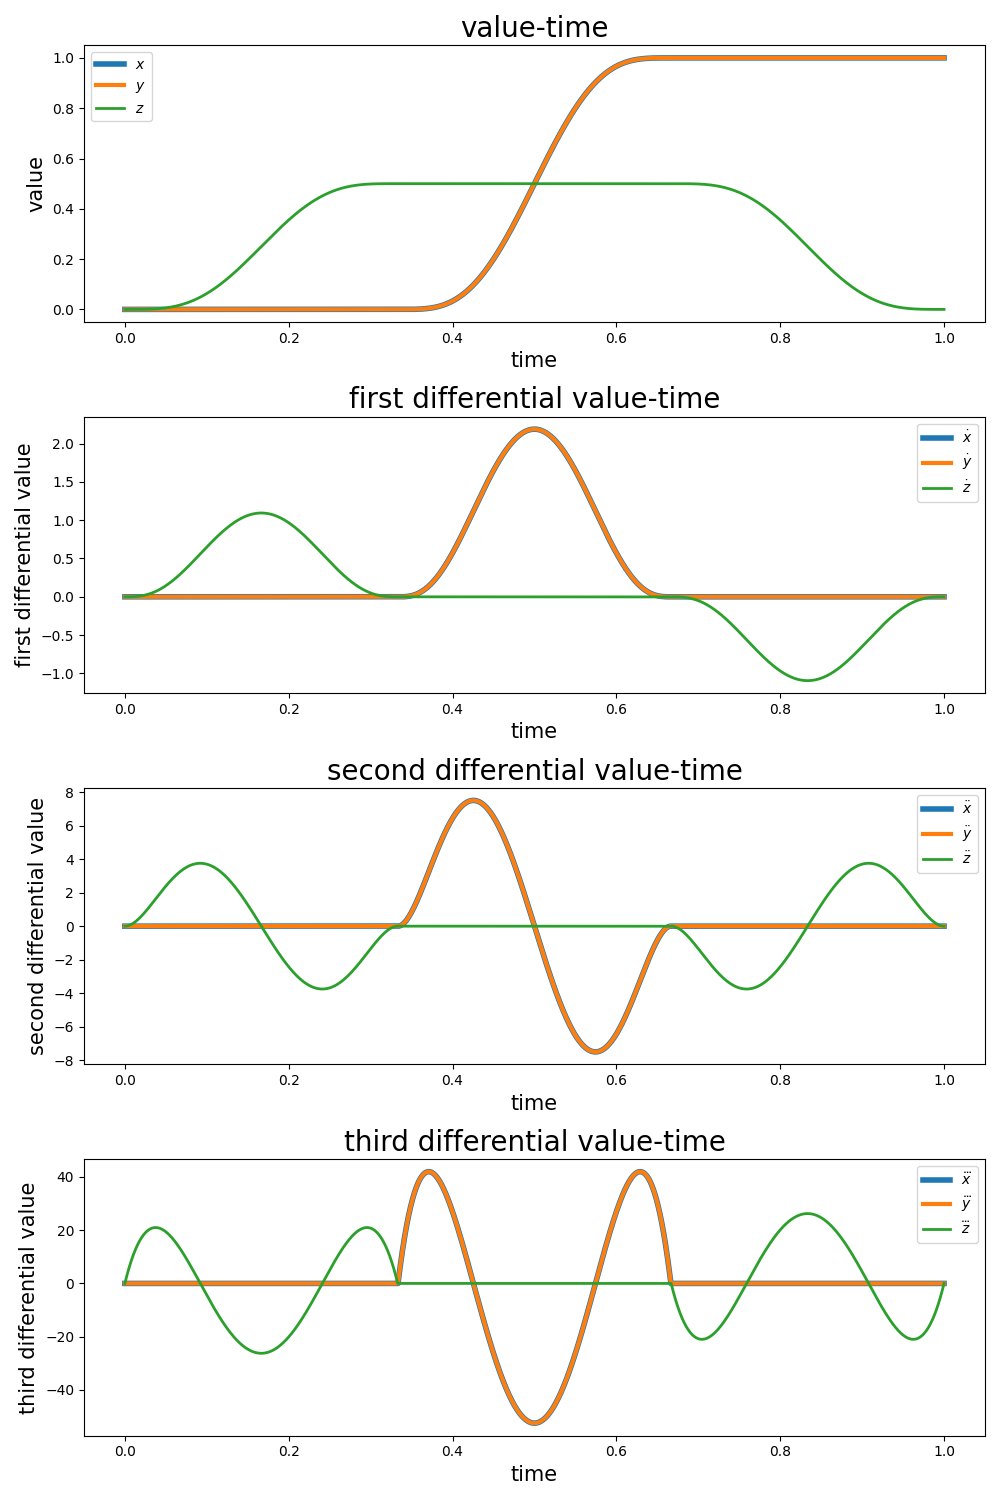 value-time
x
y
z
value
1.0
0.8
0.6
0.4
0.2
0.0
0.0 0.2 0.4 0.6 0.8 1.0
time
first differential value-time
ẋ
ẏ
ż
first differential value
2.0
1.5
1.0
0.5
0.0
−0.5
−1.0
0.0 0.2 0.4 0.6 0.8 1.0
time
second differential value-time
ẍ
ÿ
z̈
second differential value
8
6
4
2
0
−2
−4
−6
−8
0.0 0.2 0.4 0.6 0.8 1.0
time
third differential value-time
x⃛
y⃛
z⃛
third differential value
40
20
0
−20
−40
0.0 0.2 0.4 0.6 0.8 1.0
time